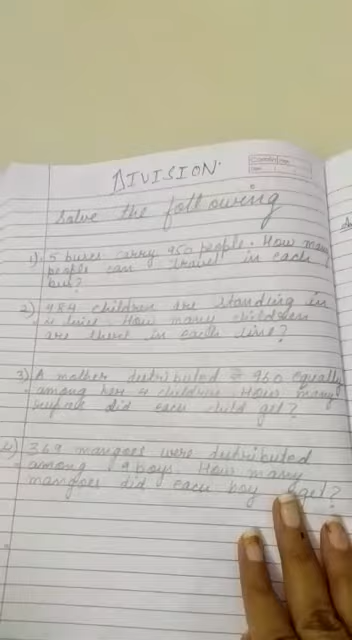 DIVISION.
Solve the following
1) 5 buses carry 950 people. How many
people can travel in each
bus?
2) 484 children are standing in
4 line. How many children
are there in each line?
3) A mother distributed ₹ 960 equally
among her 4 children. How many
rupees did each child get?
4) 369 mangoes were distributed
among 9 boys. How many
mangoes did each boy get?